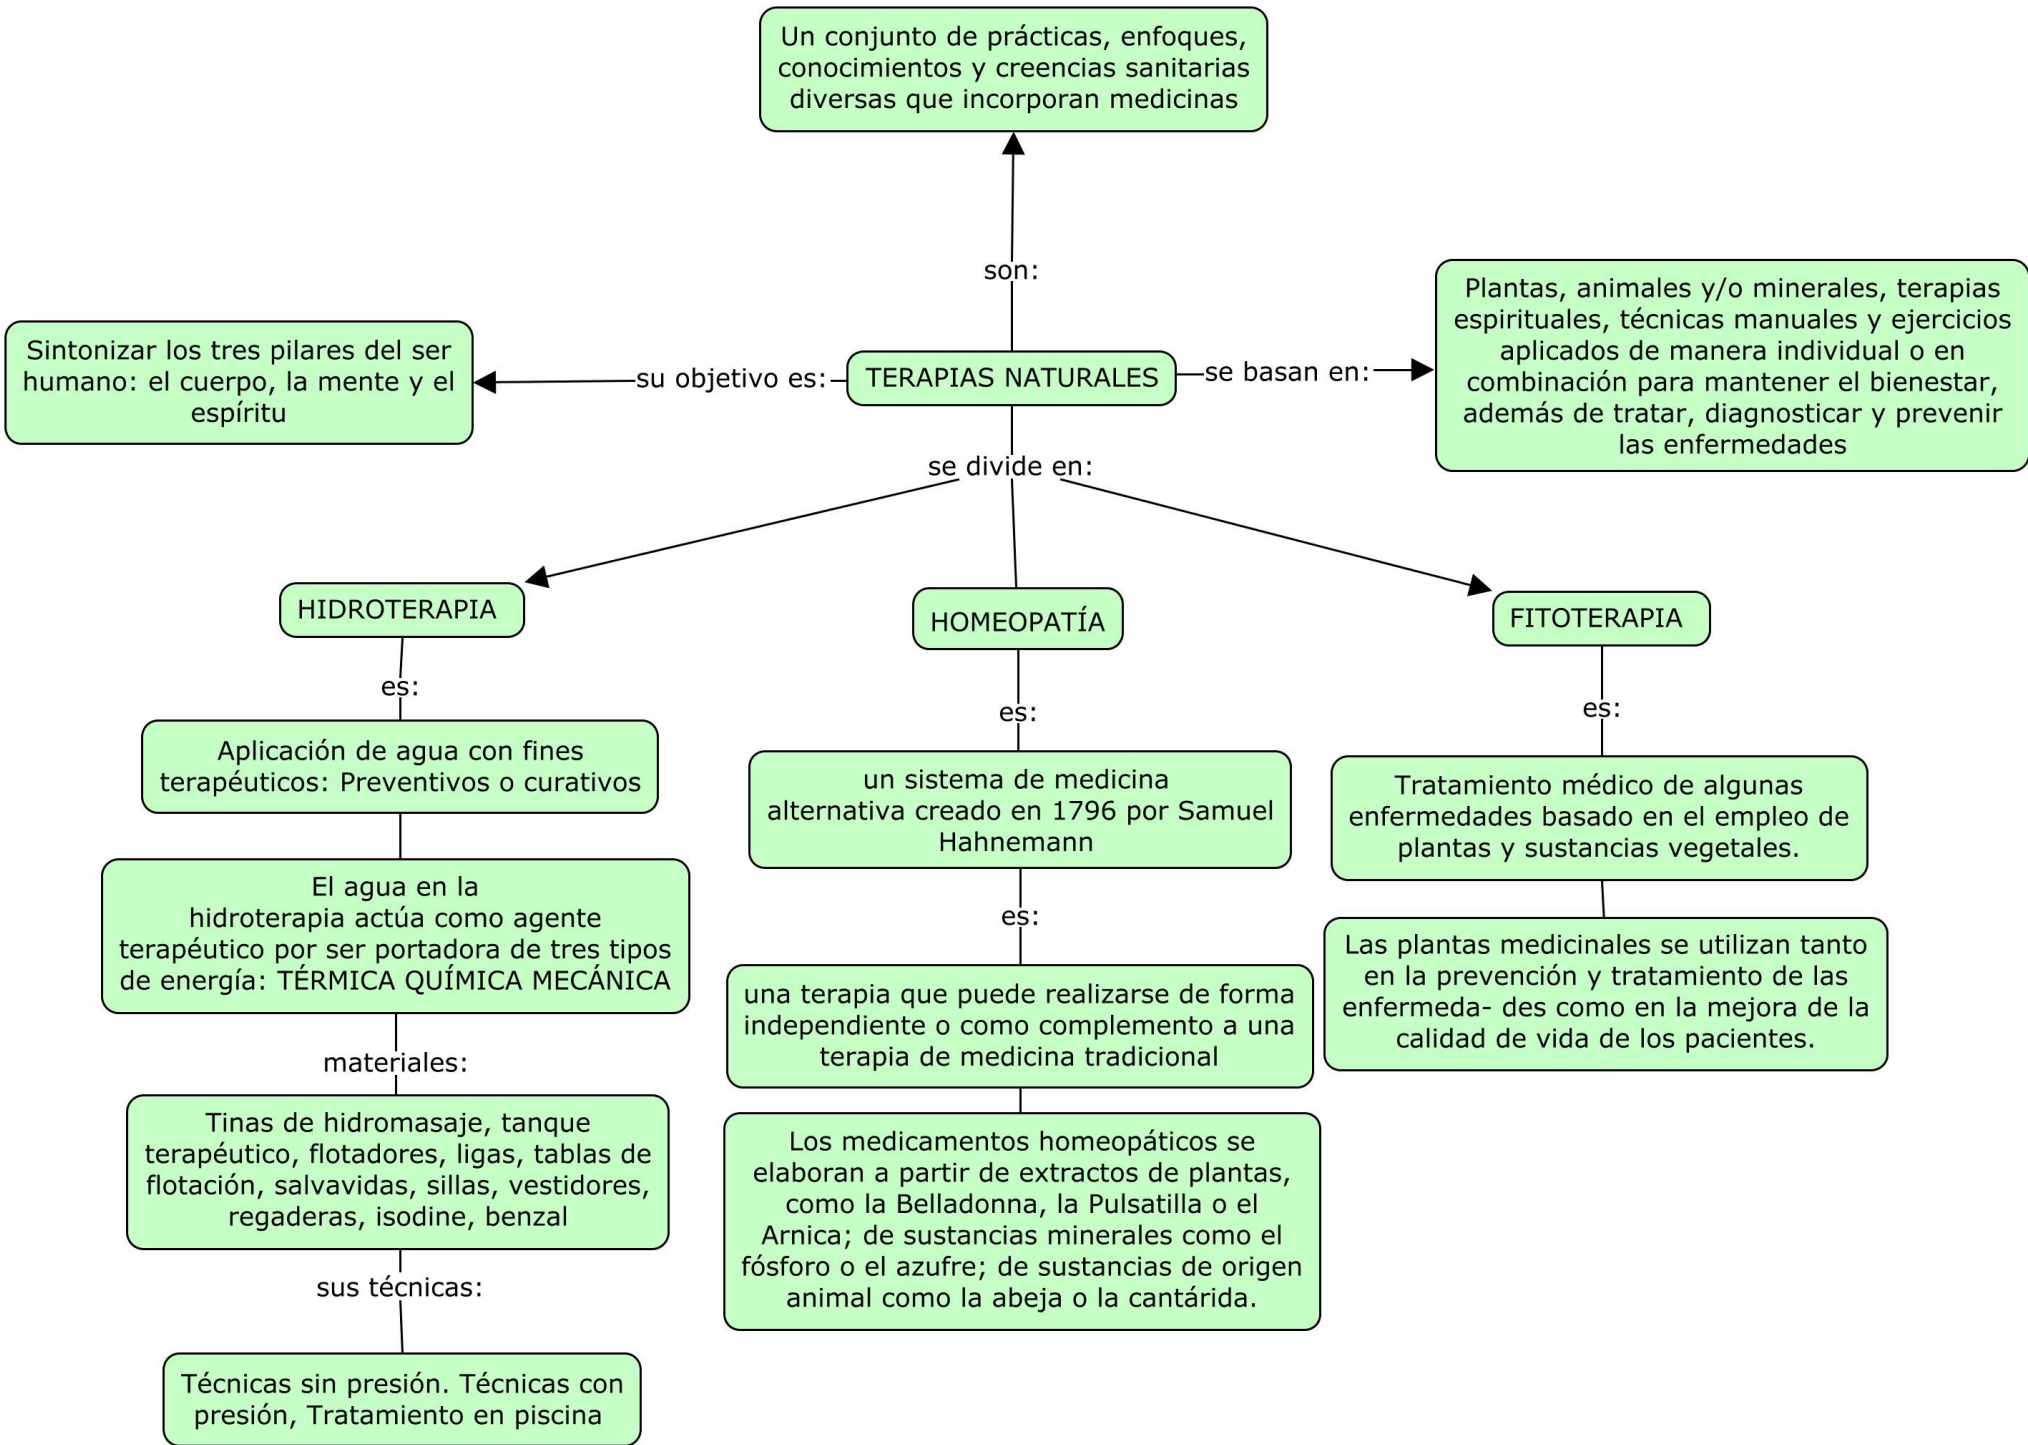 Un conjunto de prácticas, enfoques,
conocimientos y creencias sanitarias
diversas que incorporan medicinas
son:
Sintonizar los tres pilares del ser
humano: el cuerpo, la mente y el
espíritu
su objetivo es:
TERAPIAS NATURALES
se basan en:
Plantas, animales y/o minerales, terapias
espirituales, técnicas manuales y ejercicios
aplicados de manera individual o en
combinación para mantener el bienestar,
además de tratar, diagnosticar y prevenir
las enfermedades
se divide en:
HIDROTERAPIA
es:
Aplicación de agua con fines
terapéuticos: Preventivos o curativos
El agua en la
hidroterapia actúa como agente
terapéutico por ser portadora de tres tipos
de energía: TÉRMICA QUÍMICA MECÁNICA
materiales:
Tinas de hidromasaje, tanque
terapéutico, flotadores, ligas, tablas de
flotación, salvavidas, sillas, vestidores,
regaderas, isodine, benzal
sus técnicas:
Técnicas sin presión. Técnicas con
presión, Tratamiento en piscina
HOMEOPATÍA
es:
un sistema de medicina
alternativa creado en 1796 por Samuel
Hahnemann
es:
una terapia que puede realizarse de forma
independiente o como complemento a una
terapia de medicina tradicional
Los medicamentos homeopáticos se
elaboran a partir de extractos de plantas,
como la Belladonna, la Pulsatilla o el
Arnica; de sustancias minerales como el
fósforo o el azufre; de sustancias de origen
animal como la abeja o la cantárida.
FITOTERAPIA
es:
Tratamiento médico de algunas
enfermedades basado en el empleo de
plantas y sustancias vegetales.
Las plantas medicinales se utilizan tanto
en la prevención y tratamiento de las
enfermeda- des como en la mejora de la
calidad de vida de los pacientes.